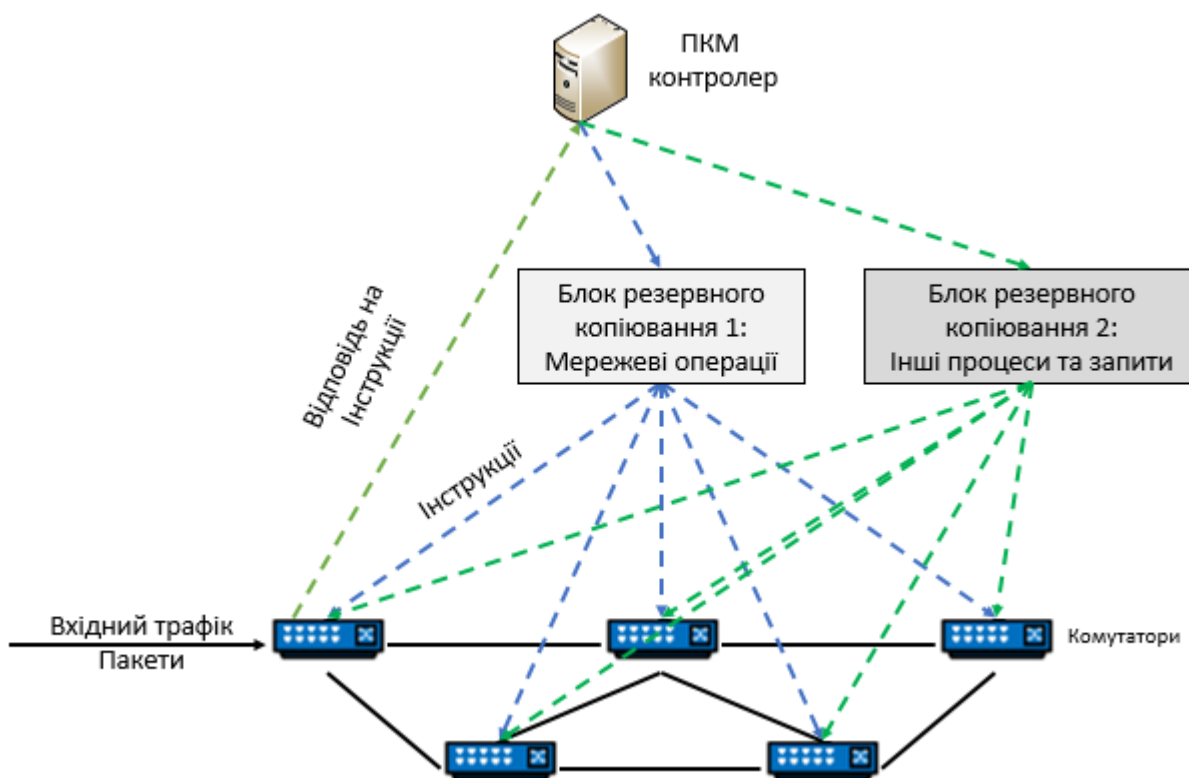 ПКМ
контролер
Блок резервного
копіювання 1:
Мережеві операції
Блок резервного
копіювання 2:
Інші процеси та запити
Відповідь на
Інструкції
Інструкції
Вхідний трафік
Пакети
Комутатори